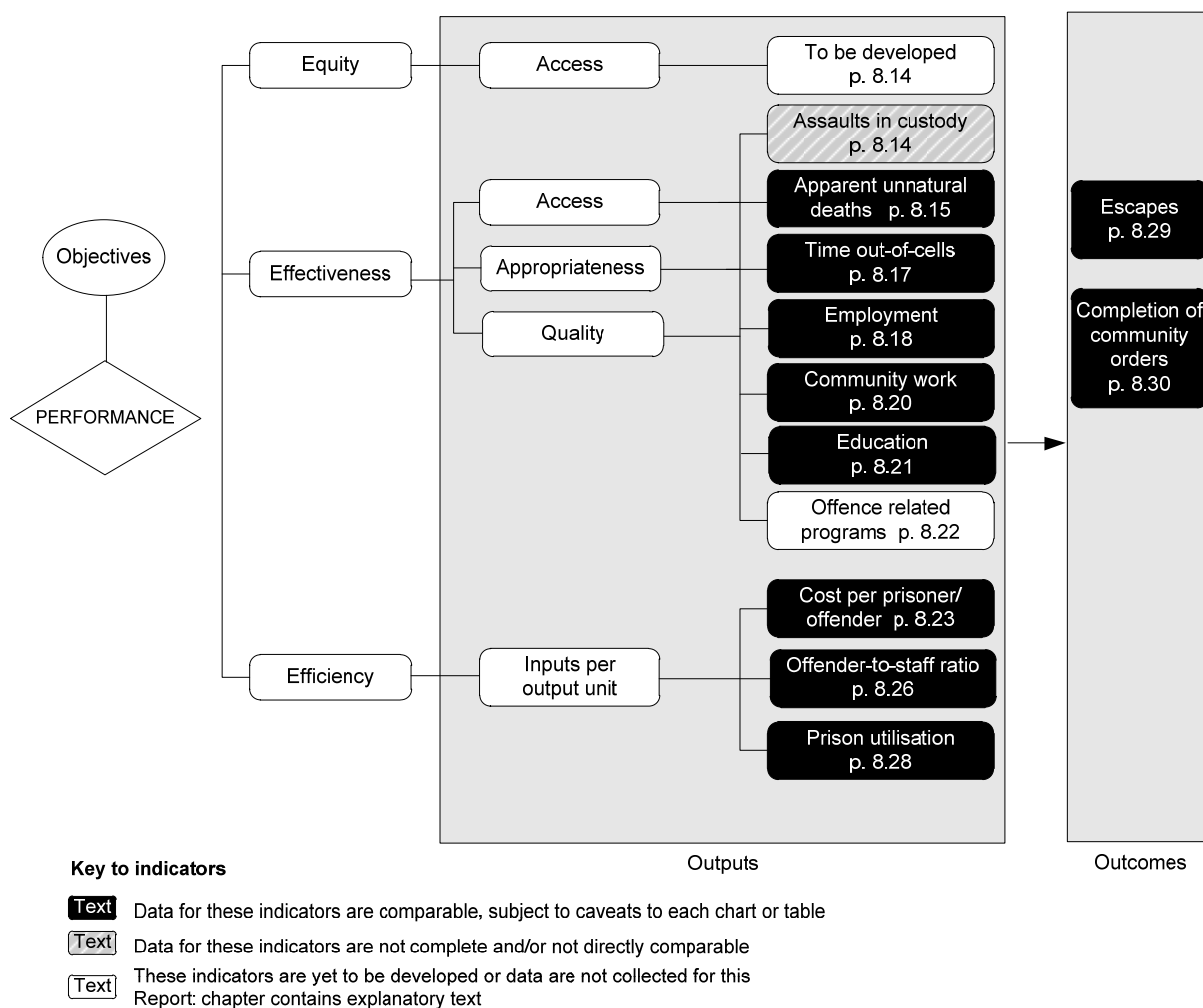 Objectives
PERFORMANCE
Equity
Access
To be developed
p. 8.14
Effectiveness
Access
Appropriateness
Quality
Assaults in custody
p. 8.14
Apparent unnatural
deaths p. 8.15
Time out-of-cells
p. 8.17
Employment
p. 8.18
Community work
p. 8.20
Education
p. 8.21
Offence related
programs p. 8.22
Efficiency
Inputs per
output unit
Cost per prisoner/
offender p. 8.23
Offender-to-staff ratio
p. 8.26
Prison utilisation
p. 8.28
Escapes
p. 8.29
Completion of
community
orders
p. 8.30
Outputs
Outcomes
Key to indicators
Text Data for these indicators are comparable, subject to caveats to each chart or table
Text Data for these indicators are not complete and/or not directly comparable
Text These indicators are yet to be developed or data are not collected for this
Report: chapter contains explanatory text